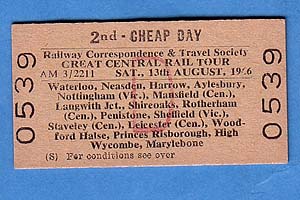 2nd - CHEAP DAY
Railway Correspondence & Travel Society
GREAT CENTRAL RAIL TOUR
AM 3/2211 SAT., 13th AUGUST, 1966
Waterloo, Neasden, Harrow, Aylesbury,
Nottingham (Vic.), Mansfield (Cen.),
Langwith Jct., Shireoaks, Rotherham
(Cen.), Penistone, Sheffield (Vic.),
Staveley (Cen.), Leicester (Cen.), Wood-
ford Halse, Princes Risborough, High
Wycombe, Marylebone
(S) For conditions see over
0539
0539